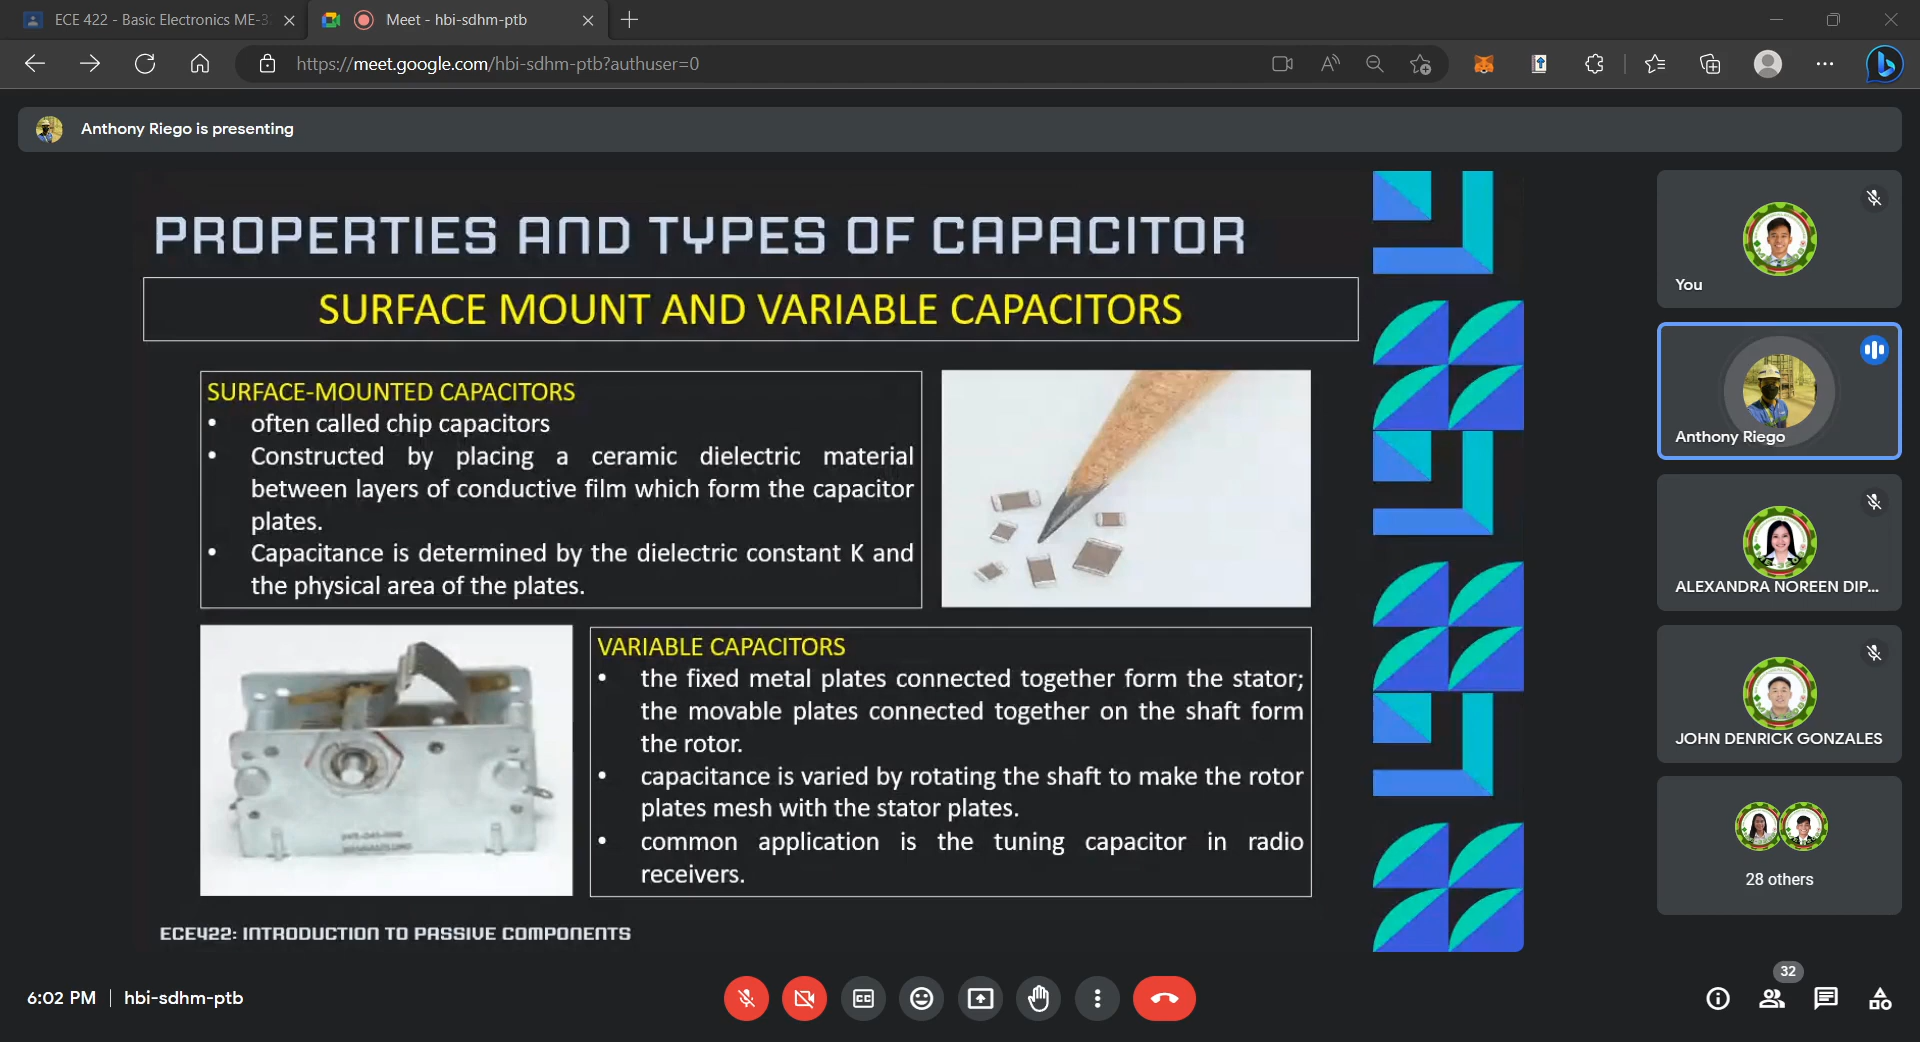 ECE 422 - Basic Electronics ME-3
Meet - hbi-sdhm-ptb
https://meet.google.com/hbi-sdhm-ptb?authuser=0
Anthony Riego is presenting
PROPERTIES AND TYPES OF CAPACITOR
SURFACE MOUNT AND VARIABLE CAPACITORS
SURFACE-MOUNTED CAPACITORS
• often called chip capacitors
• Constructed by placing a ceramic dielectric material
between layers of conductive film which form the capacitor
plates.
• Capacitance is determined by the dielectric constant K and
the physical area of the plates.
VARIABLE CAPACITORS
• the fixed metal plates connected together form the stator;
the movable plates connected together on the shaft form
the rotor.
• capacitance is varied by rotating the shaft to make the rotor
plates mesh with the stator plates.
• common application is the tuning capacitor in radio
receivers.
ECE422: INTRODUCTION TO PASSIVE COMPONENTS
You
Anthony Riego
ALEXANDRA NOREEN DIP...
JOHN DENRICK GONZALES
28 others
6:02 PM | hbi-sdhm-ptb
CC
32